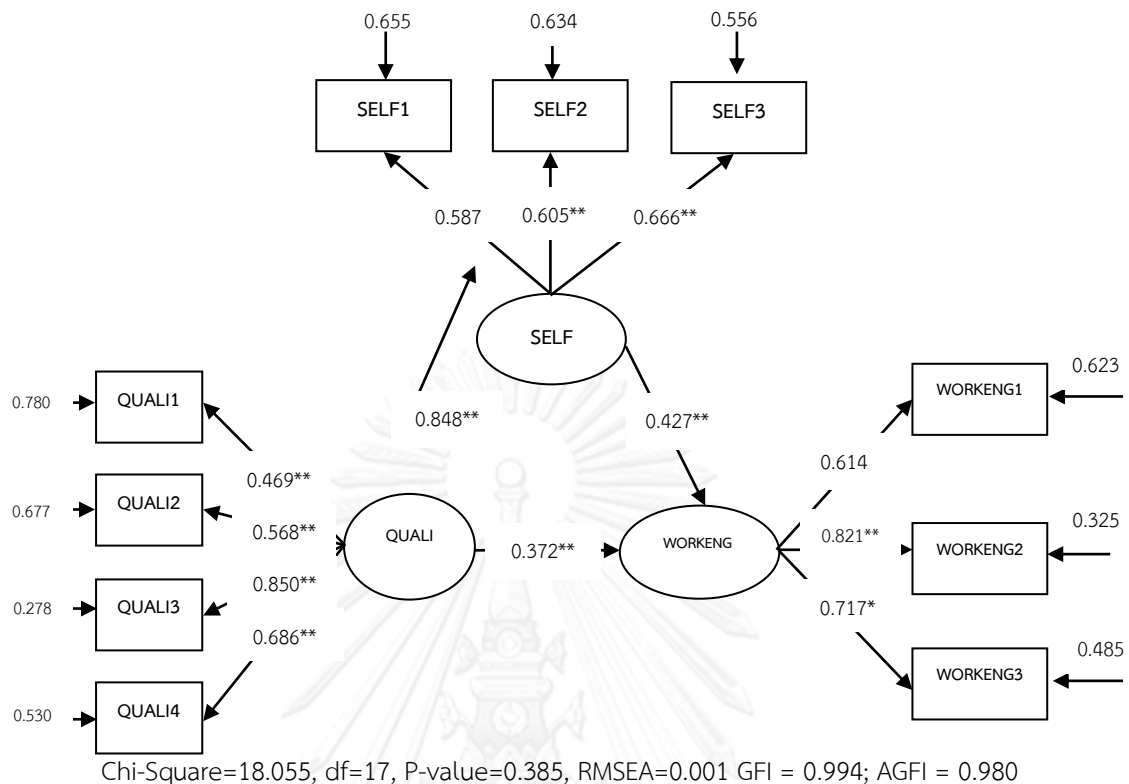 0.655
0.634
0.556
SELF1
SELF2
SELF3
0.587
0.605**
0.666**
SELF
0.848**
0.427**
0.780
QUALI1
0.677
QUALI2
0.278
QUALI3
0.530
QUALI4
0.469**
0.568**
0.850**
0.686**
QUALI
0.372**
WORKENG
0.614
0.821**
0.717*
WORKENG1
0.623
WORKENG2
0.325
WORKENG3
0.485
Chi-Square=18.055, df=17, P-value=0.385, RMSEA=0.001 GFI = 0.994; AGFI = 0.980